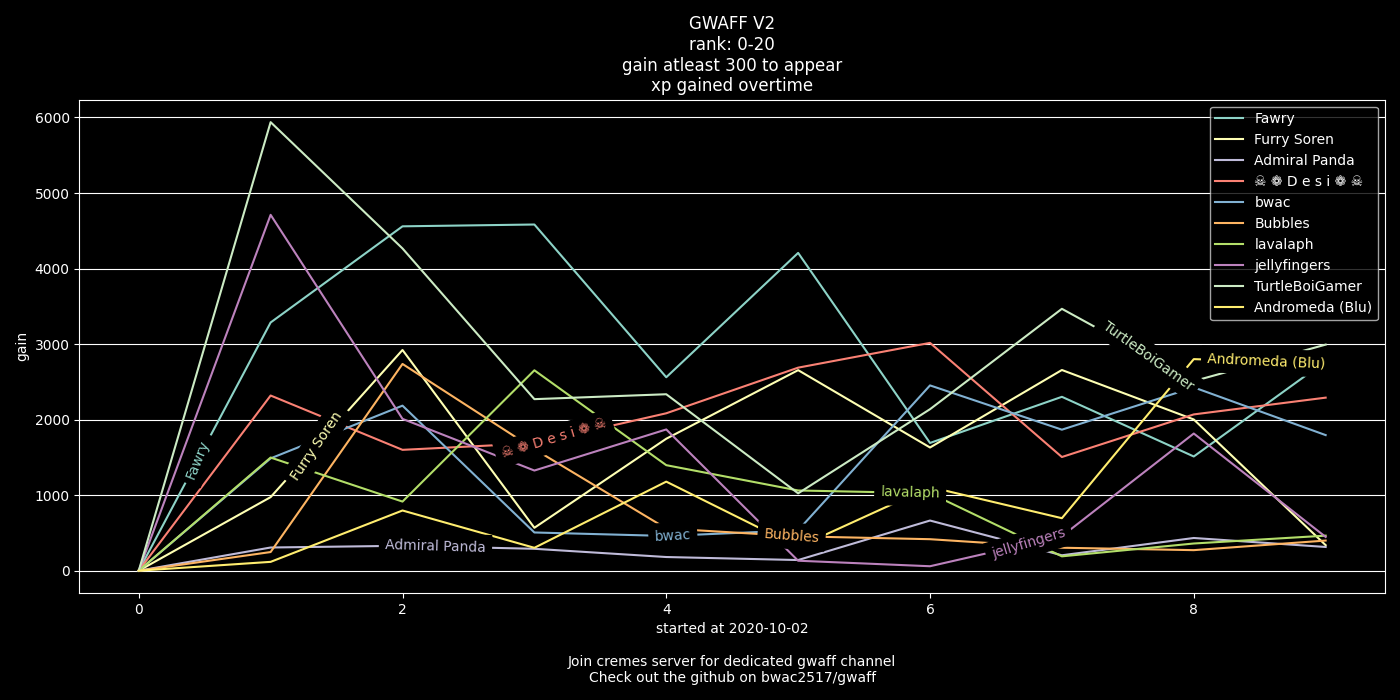 GWAFF V2
rank: 0-20
gain atleast 300 to appear
xp gained overtime
6000
5000
4000
3000
2000
1000
0
gain
Fawry
Furry Soren
Admiral Panda
☠ ❁ D e s i ❁ ☠
bwac
Bubbles
lavalaph
jellyfingers
TurtleBoiGamer
Andromeda (Blu)
TurtleBoiGamer
Andromeda (Blu)
Fawry
Furry Soren
☠ ❁ D e s i ❁ ☠
lavalaph
Admiral Panda
bwac
Bubbles
jellyfingers
0 2 4 6 8
started at 2020-10-02
Join cremes server for dedicated gwaff channel
Check out the github on bwac2517/gwaff